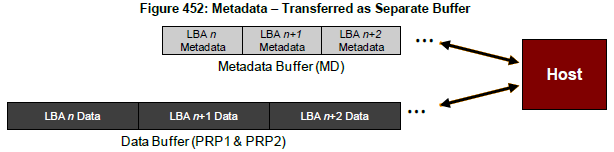 Figure 452: Metadata – Transferred as Separate Buffer
LBA n LBA n+1 LBA n+2
Metadata Metadata Metadata
...
Metadata Buffer (MD)
Host
LBA n Data LBA n+1 Data LBA n+2 Data
...
Data Buffer (PRP1 & PRP2)